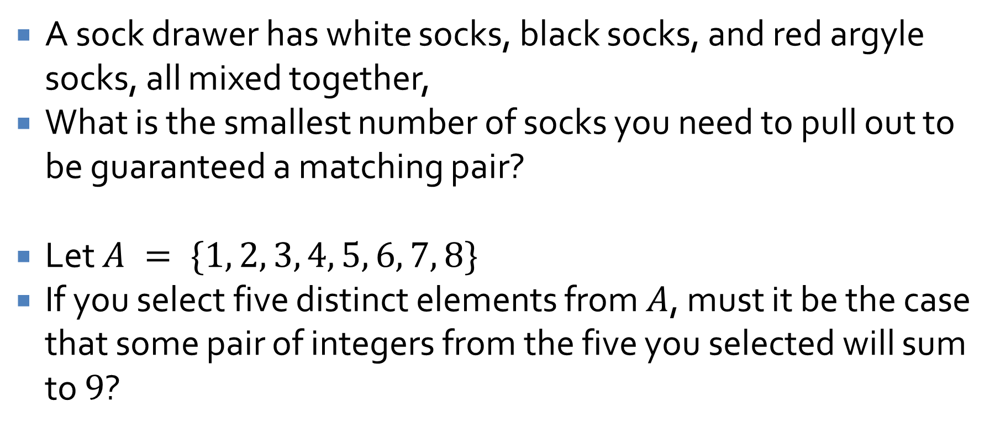 ▪ A sock drawer has white socks, black socks, and red argyle
socks, all mixed together,
▪ What is the smallest number of socks you need to pull out to
be guaranteed a matching pair?
▪ Let A = {1, 2, 3, 4, 5, 6, 7, 8}
▪ If you select five distinct elements from A, must it be the case
that some pair of integers from the five you selected will sum
to 9?